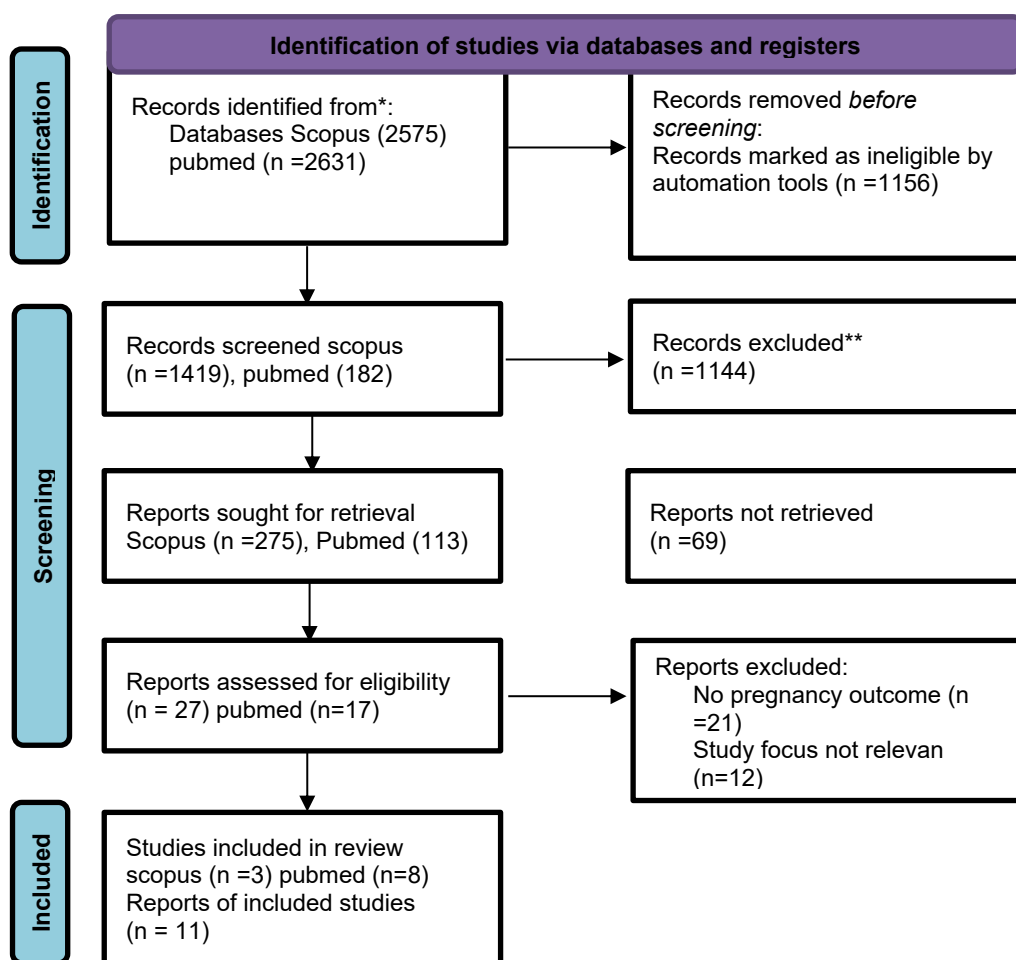 Identification of studies via databases and registers
Identification
Records identified from*:
Databases Scopus (2575)
pubmed (n =2631)
Records removed before
screening:
Records marked as ineligible by
automation tools (n =1156)
Screening
Records screened scopus
(n =1419), pubmed (182)
Records excluded**
(n =1144)
Reports sought for retrieval
Scopus (n =275), Pubmed (113)
Reports not retrieved
(n =69)
Reports assessed for eligibility
(n = 27) pubmed (n=17)
Reports excluded:
No pregnancy outcome (n
=21)
Study focus not relevan
(n=12)
Included
Studies included in review
scopus (n =3) pubmed (n=8)
Reports of included studies
(n = 11)